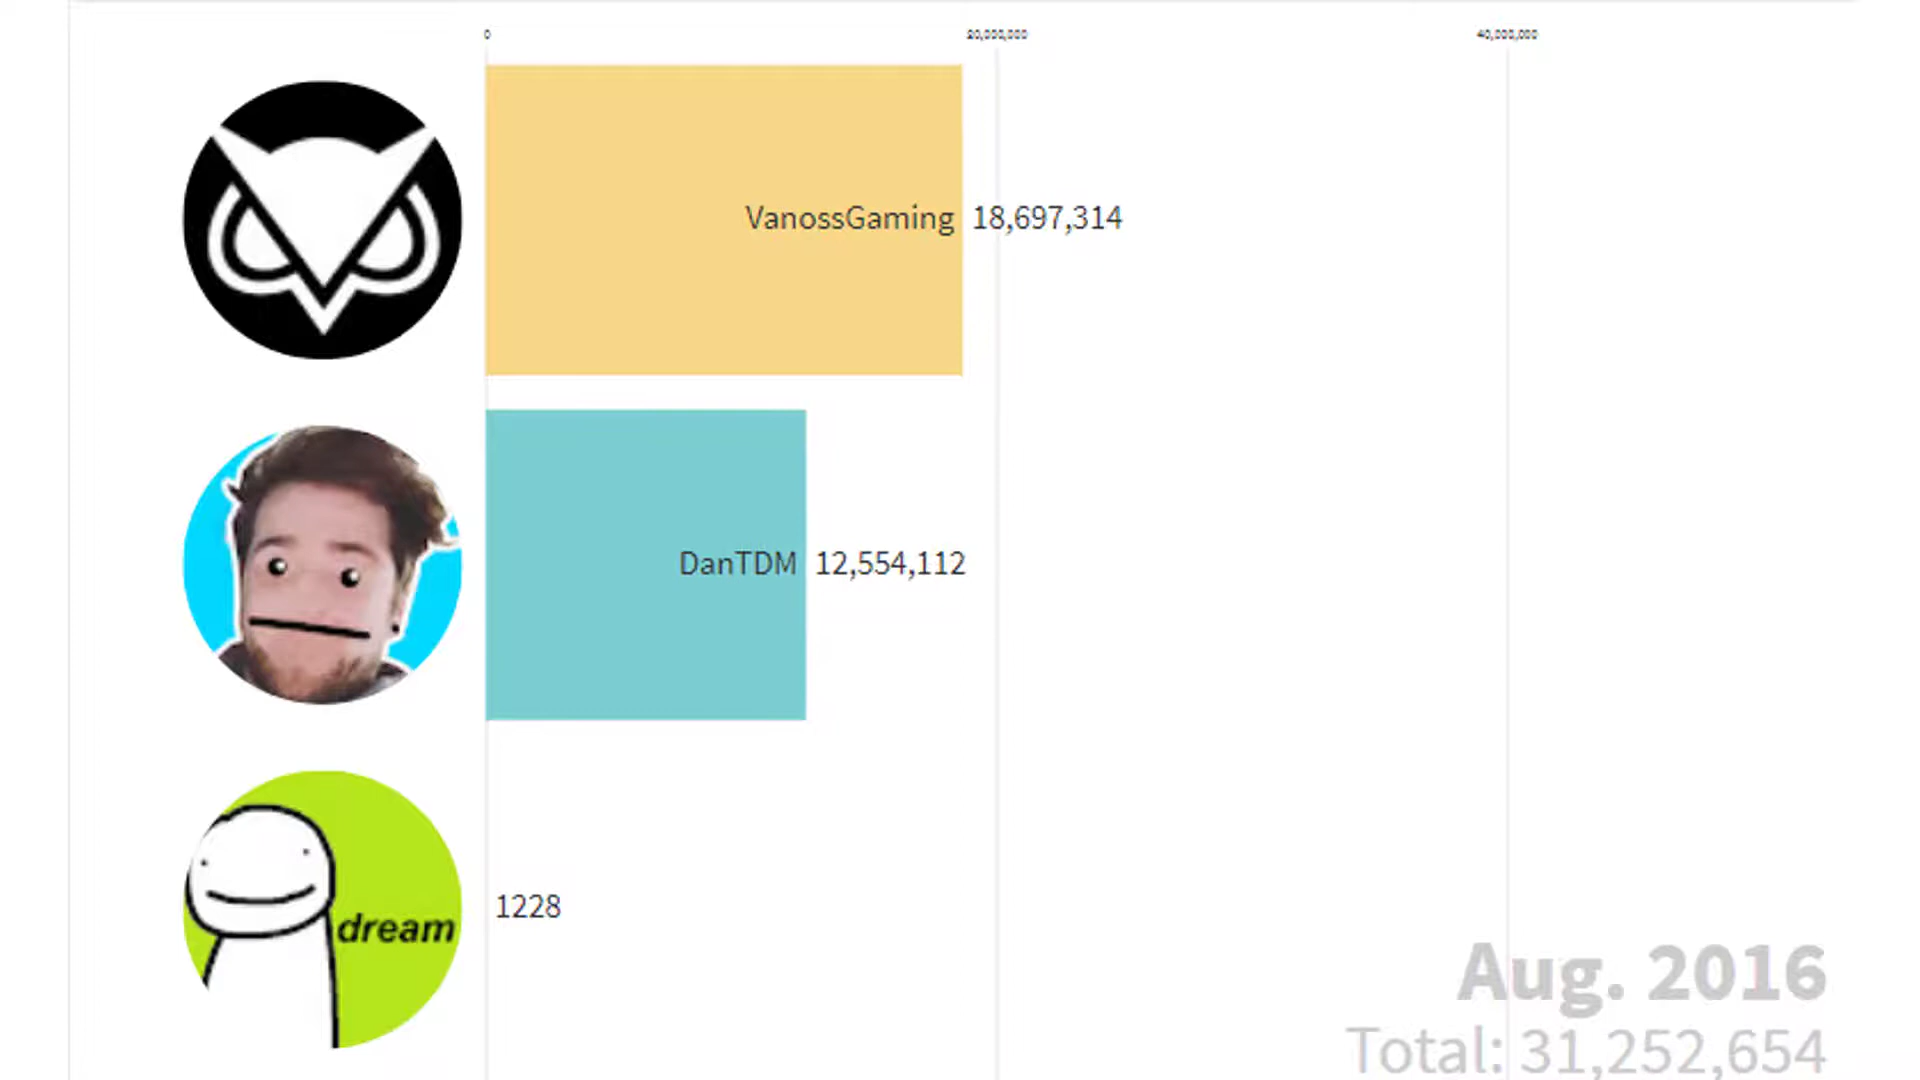 0 20,000,000 40,000,000
VanossGaming 18,697,314
DanTDM 12,554,112
dream 1228
Aug. 2016
Total: 31,252,654